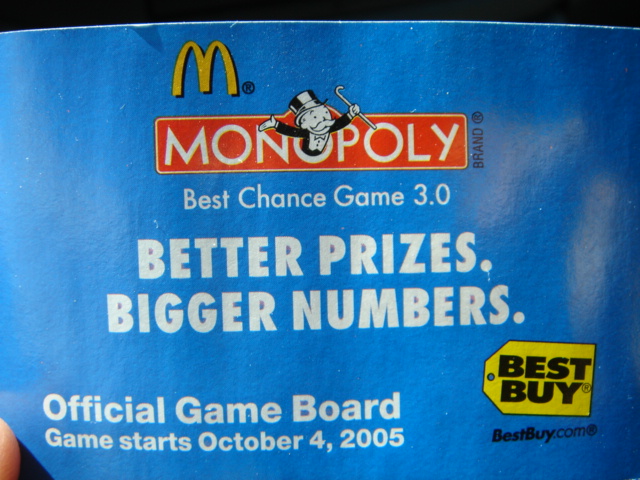 M®
MONOPOLY BRAND ®
Best Chance Game 3.0
BETTER PRIZES.
BIGGER NUMBERS.
BEST
BUY®
BestBuy.com®
Official Game Board
Game starts October 4, 2005